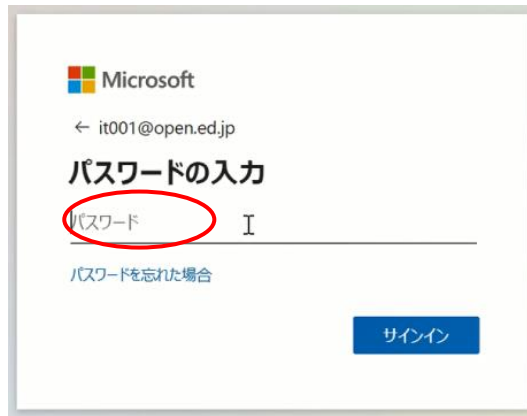 Microsoft
← it001@open.ed.jp
パスワードの入力
パスワード
パスワードを忘れた場合
サインイン